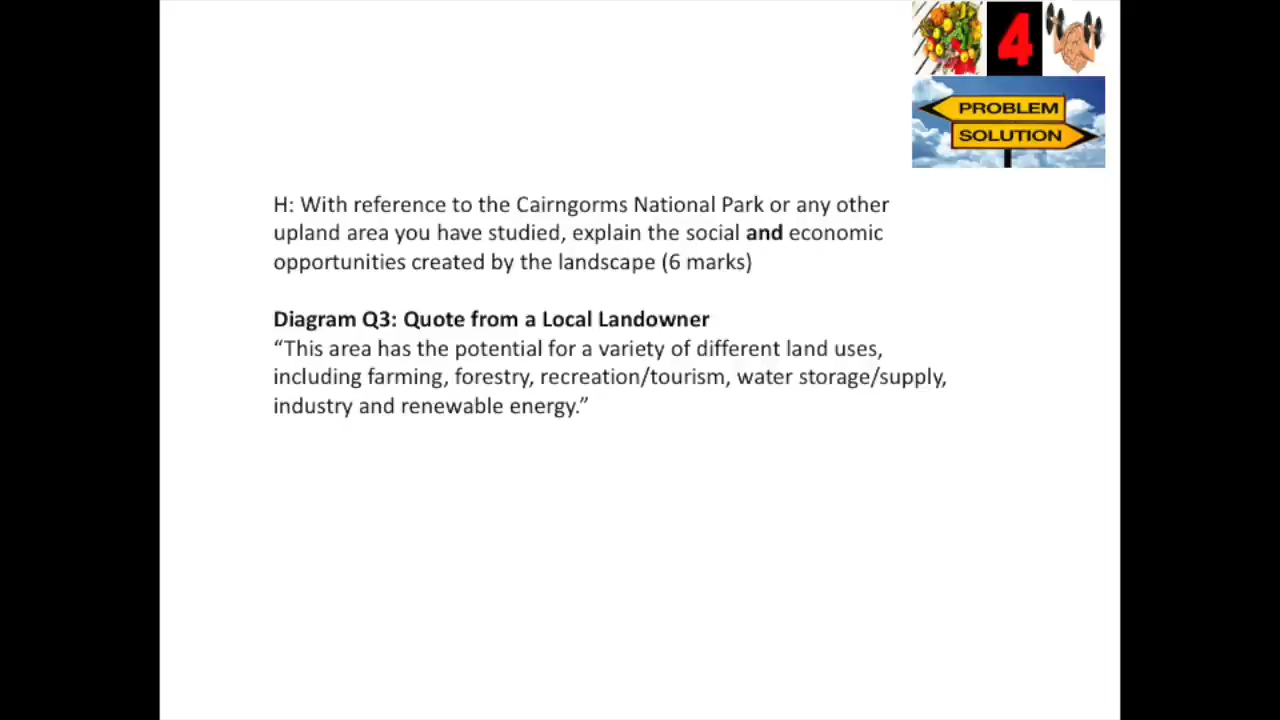 4
PROBLEM
SOLUTION
H: With reference to the Cairngorms National Park or any other
upland area you have studied, explain the social and economic
opportunities created by the landscape (6 marks)
Diagram Q3: Quote from a Local Landowner
“This area has the potential for a variety of different land uses,
including farming, forestry, recreation/tourism, water storage/supply,
industry and renewable energy.”